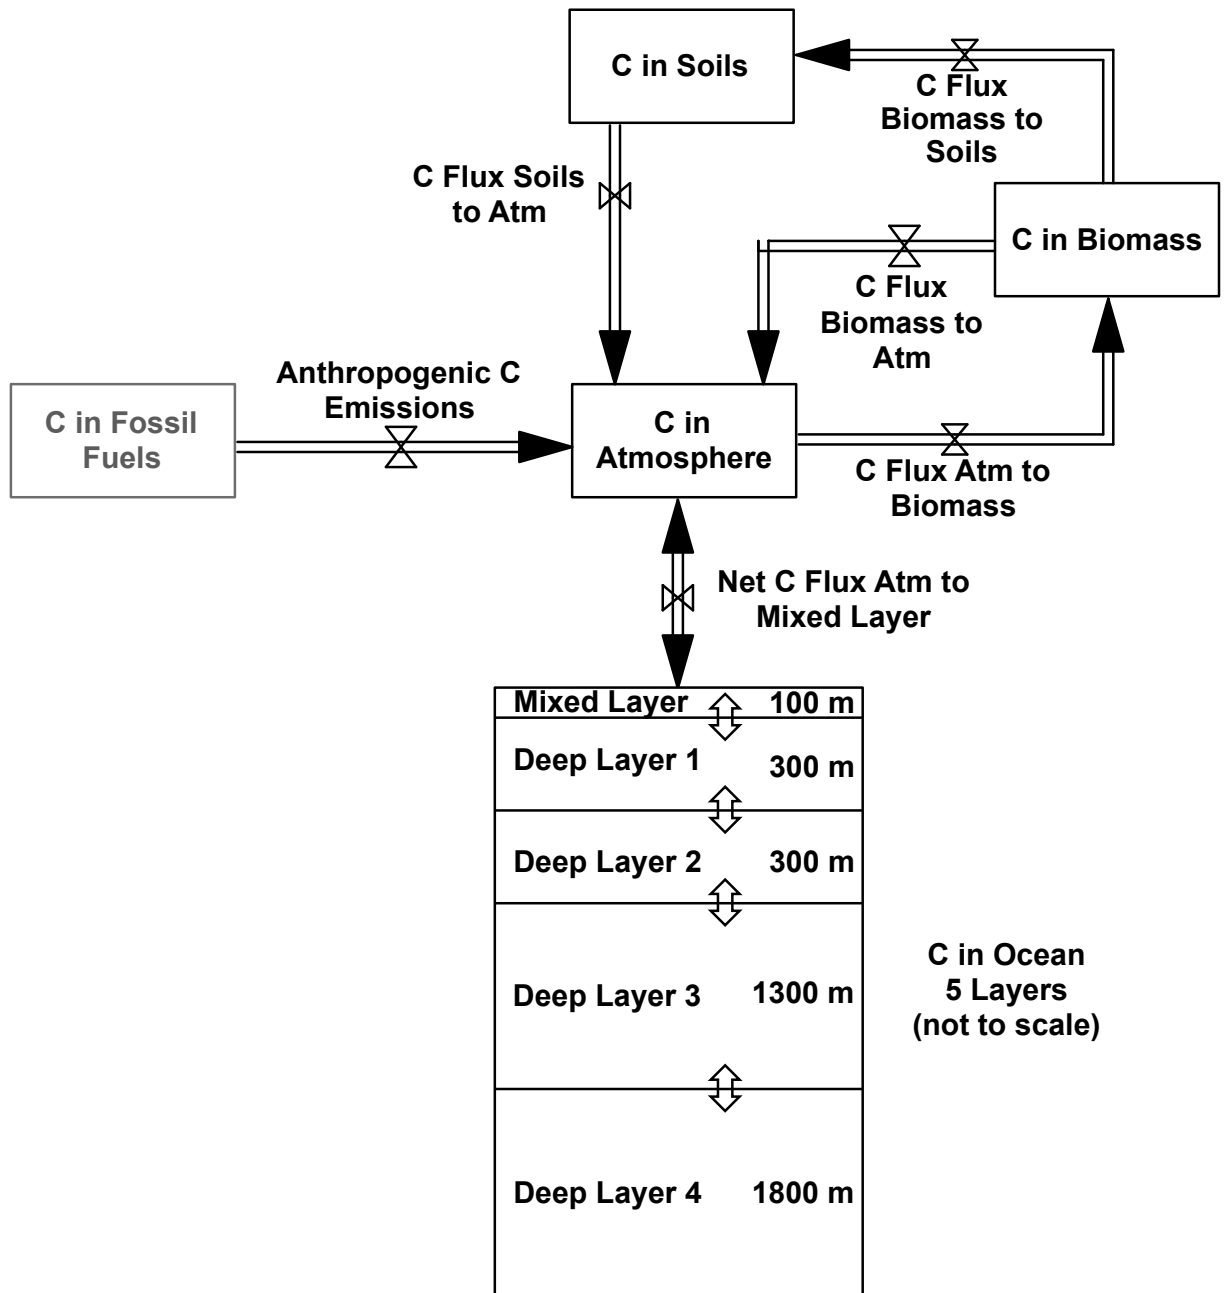 C in Soils
C Flux
Biomass to
Soils
C Flux Soils
to Atm
C in Biomass
C Flux
Biomass to
Atm
Anthropogenic C
Emissions
C in Fossil
Fuels
C in
Atmosphere
C Flux Atm to
Biomass
Net C Flux Atm to
Mixed Layer
Mixed Layer 100 m
Deep Layer 1 300 m
Deep Layer 2 300 m
Deep Layer 3 1300 m
C in Ocean
5 Layers
(not to scale)
Deep Layer 4 1800 m